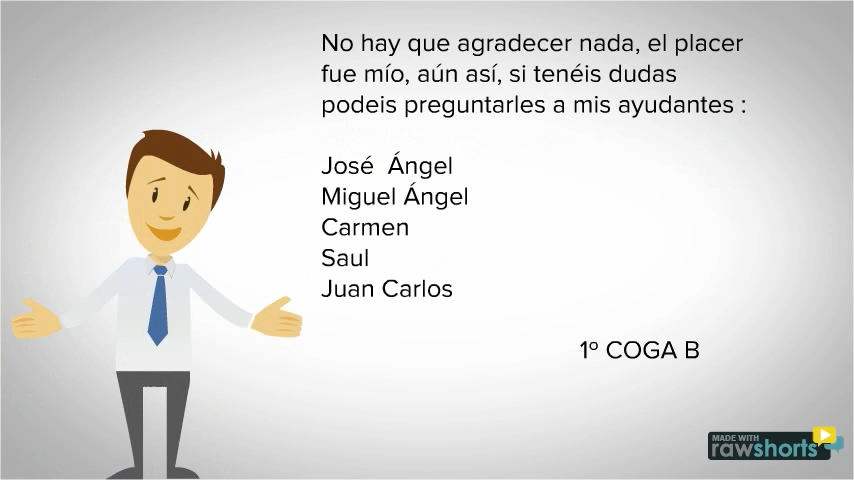 No hay que agradecer nada, el placer
fue mío, aún así, si tenéis dudas
podeis preguntarles a mis ayudantes :
José  Ángel
Miguel Ángel
Carmen
Saul
Juan Carlos
1º COGA B
MADE WITH
rawshorts